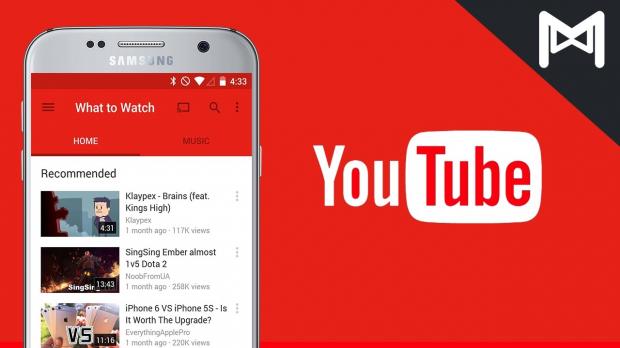 SAMSUNG
4:33
What to Watch
HOME MUSIC
Recommended
Klaypex - Brains (feat.
Kings High)
Klaypex
1 month ago · 117K views
4:31
SingSing Ember almost
1v5 Dota 2
NoobFromUA
1 month ago · 258K views
SingSin
13:43
iPhone 6 VS iPhone 5S - Is
It Worth The Upgrade?
EverythingApplePro
1 month ago · 220K views
VS
11:16
YouTube
M